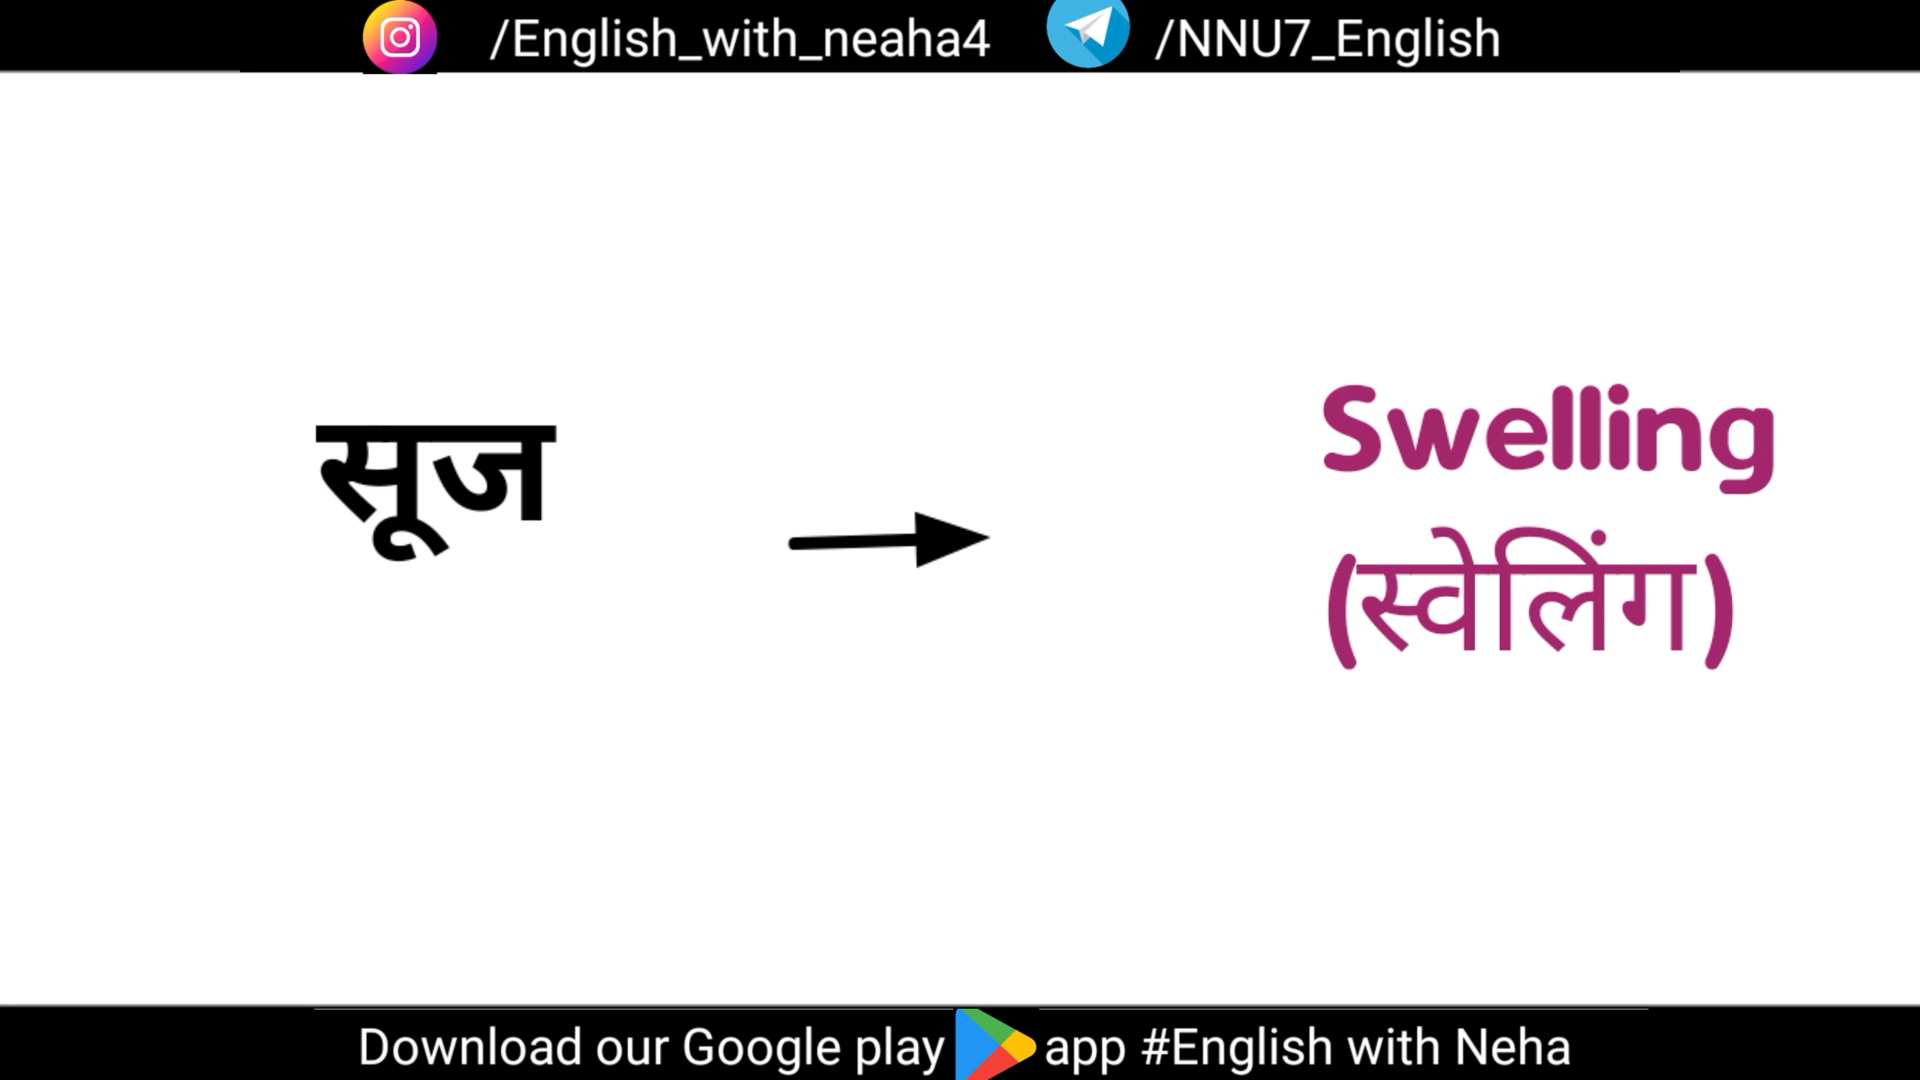 /English_with_neaha4 /NNU7_English
सूज
Swelling
(स्वेलिंग)
Download our Google play app #English with Neha